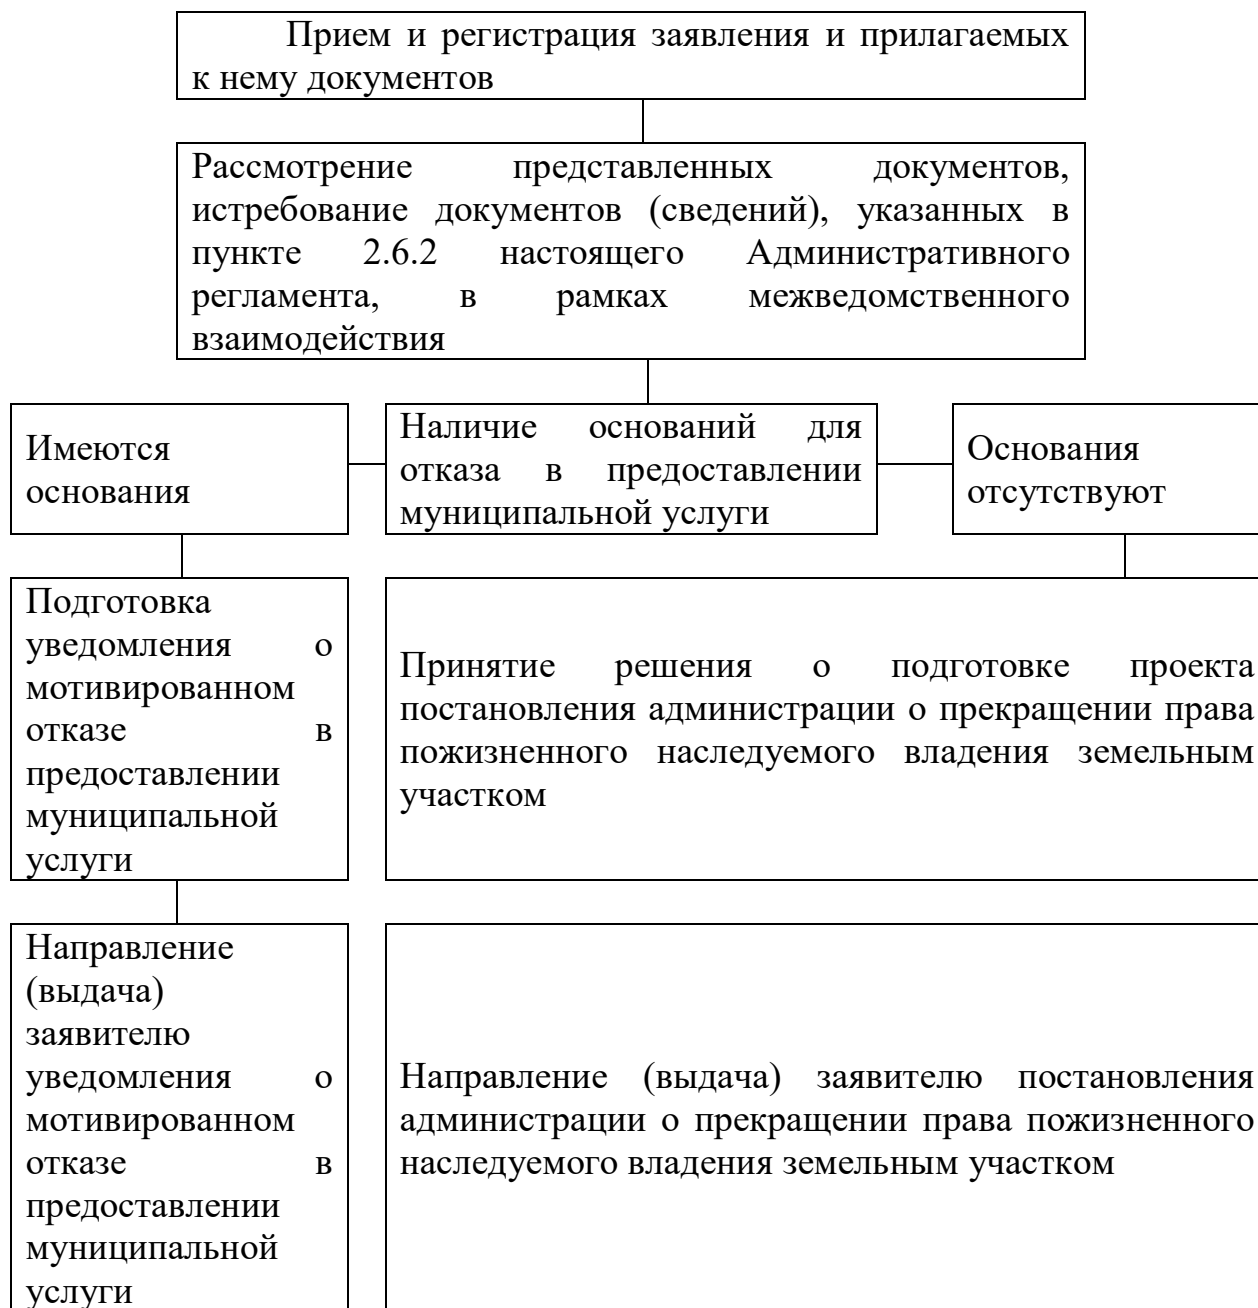 Прием и регистрация заявления и прилагаемых
к нему документов
Рассмотрение представленных документов,
истребование документов (сведений), указанных в
пункте 2.6.2 настоящего Административного
регламента, в рамках межведомственного
взаимодействия
Имеются
основания
Наличие оснований для
отказа в предоставлении
муниципальной услуги
Основания
отсутствуют
Подготовка
уведомления о
мотивированном
отказе в
предоставлении
муниципальной
услуги
Принятие решения о подготовке проекта
постановления администрации о прекращении права
пожизненного наследуемого владения земельным
участком
Направление
(выдача)
заявителю
уведомления о
мотивированном
отказе в
предоставлении
муниципальной
услуги
Направление (выдача) заявителю постановления
администрации о прекращении права пожизненного
наследуемого владения земельным участком